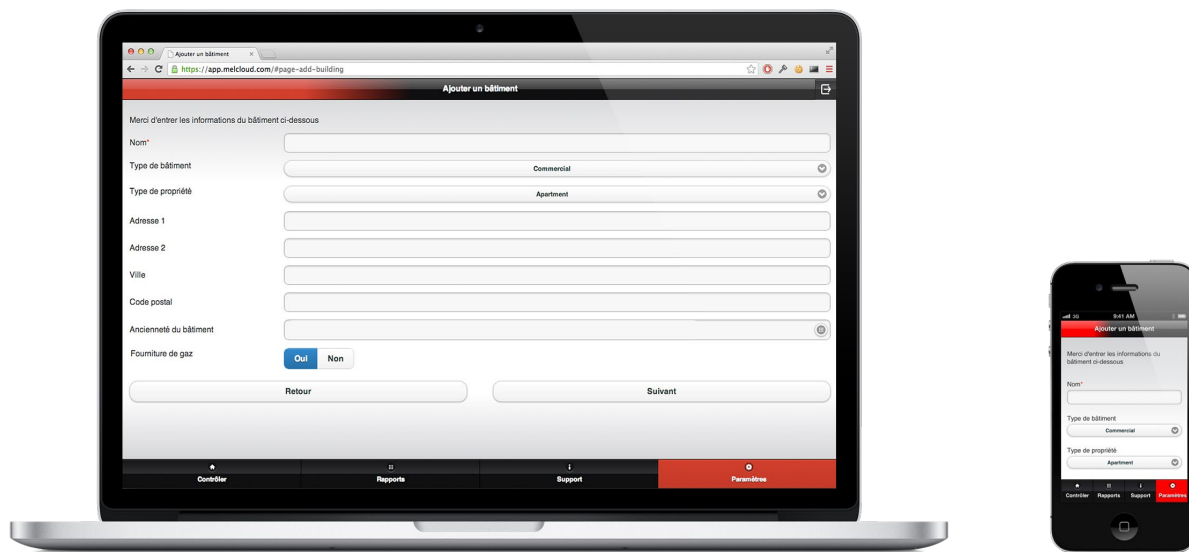 Ajouter un bâtiment
https://app.melcloud.com/#page-add-building
Ajouter un bâtiment
Merci d'entrer les informations du bâtiment ci-dessous
Nom*
Type de bâtiment
Commercial
Type de propriété
Apartment
Adresse 1
Adresse 2
Ville
Code postal
Ancienneté du bâtiment
Fourniture de gaz
Oui Non
Retour Suivant
Contrôler Rapports Support Paramètres
3G 9:41 AM
Ajouter un bâtiment
Merci d'entrer les informations du
bâtiment ci-dessous
Nom*
Type de bâtiment
Commercial
Type de propriété
Apartment
Contrôler Rapports Support Paramètres